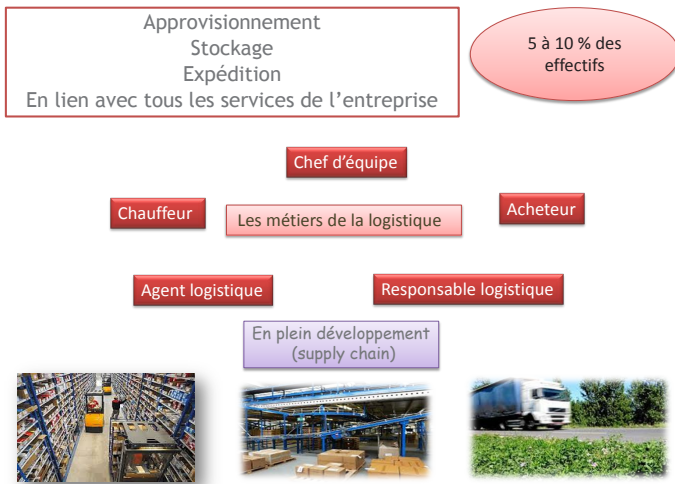 Approvisionnement
Stockage
Expédition
En lien avec tous les services de l'entreprise
5 à 10 % des
effectifs
Chef d'équipe
Chauffeur
Les métiers de la logistique
Acheteur
Agent logistique
Responsable logistique
En plein développement
(supply chain)